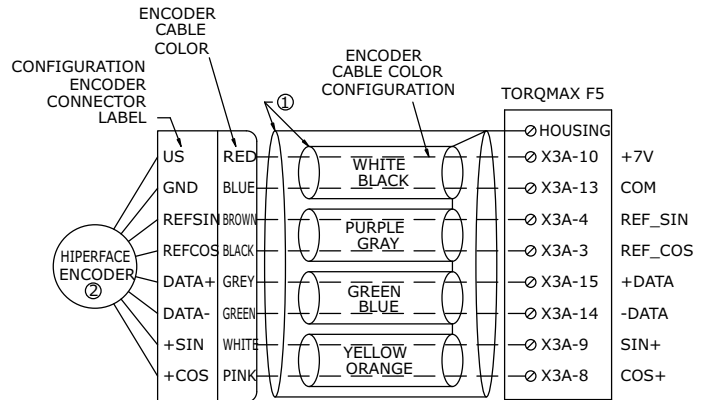 ENCODER
CABLE
COLOR
CONFIGURATION
ENCODER
CONNECTOR
LABEL
ENCODER
CABLE COLOR
CONFIGURATION
①
TORQMAX F5
HOUSING
US RED WHITE X3A-10 +7V
GND BLUE BLACK X3A-13 COM
REFSIN BROWN PURPLE X3A-4 REF_SIN
REFCOS BLACK GRAY X3A-3 REF_COS
HIPERFACE
ENCODER
②
DATA+ GREY GREEN X3A-15 +DATA
DATA- GREEN BLUE X3A-14 -DATA
+SIN WHITE YELLOW X3A-9 SIN+
+COS PINK ORANGE X3A-8 COS+